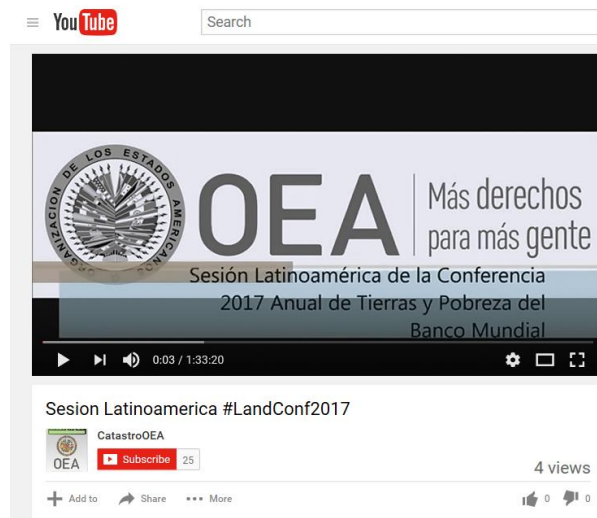 YouTube
Search
ORGANIZACION DE LOS ESTADOS AMERICANOS
OEA
Más derechos
para más gente
Sesión Latinoamérica de la Conferencia
2017 Anual de Tierras y Pobreza del
Banco Mundial
0:03 / 1:33:20
Sesion Latinoamerica #LandConf2017
CatastroOEA
OEA
Subscribe 25
4 views
Add to Share More 0 0